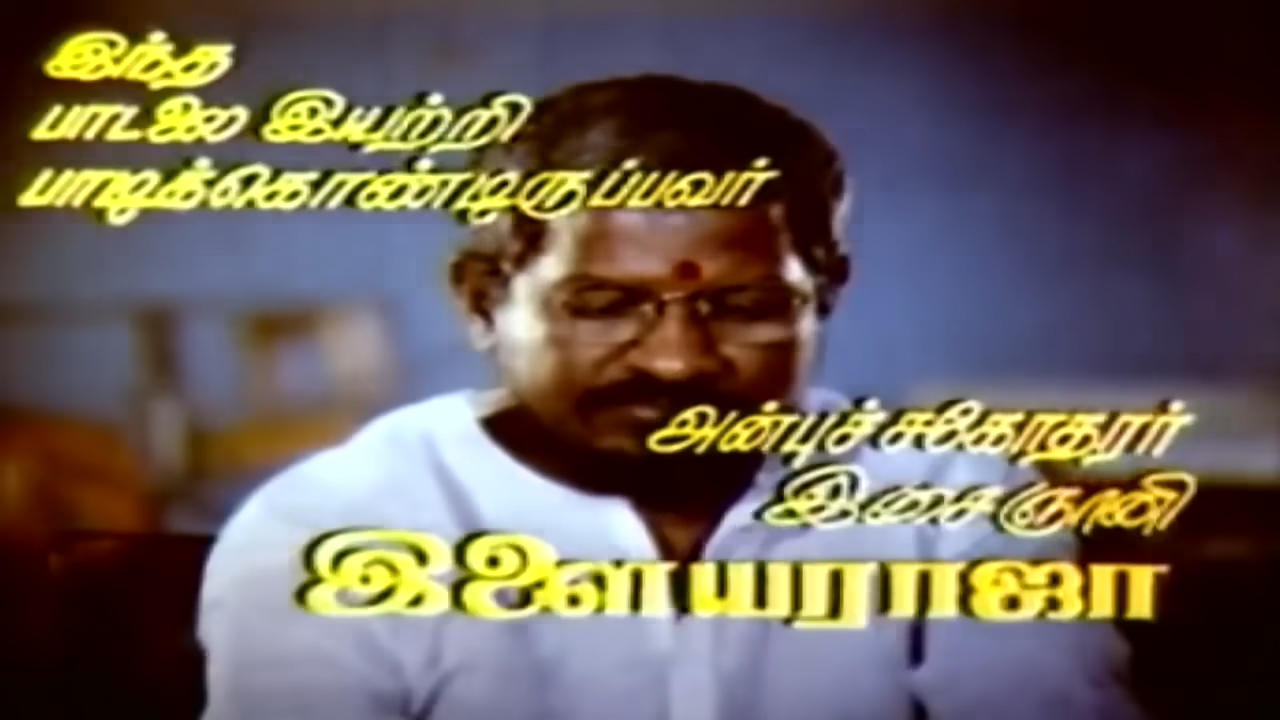 இந்த
பாடலை இயற்றி
பாடிக்கொண்டிருப்பவர்
அன்புச்சகோதரர்
இசைஞானி
இளையராஜா